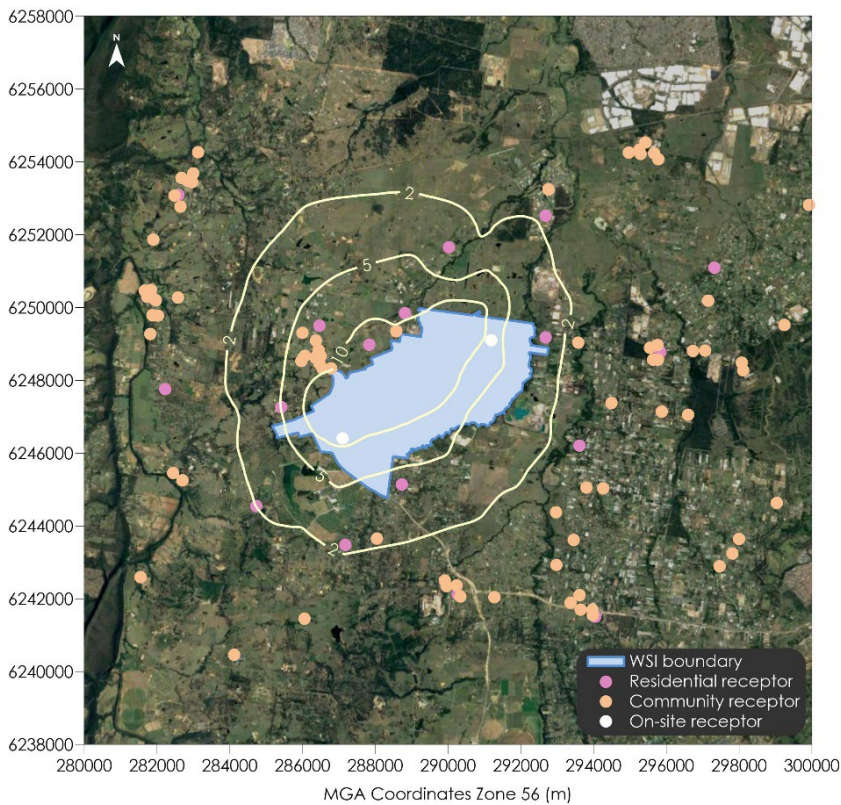 6258000
6256000
6254000
6252000
6250000
6248000
6246000
6244000
6242000
6240000
6238000
N
2
5
2
2
10
5
2
WSI boundary
Residential receptor
Community receptor
On-site receptor
280000 282000 284000 286000 288000 290000 292000 294000 296000 298000 300000
MGA Coordinates Zone 56 (m)